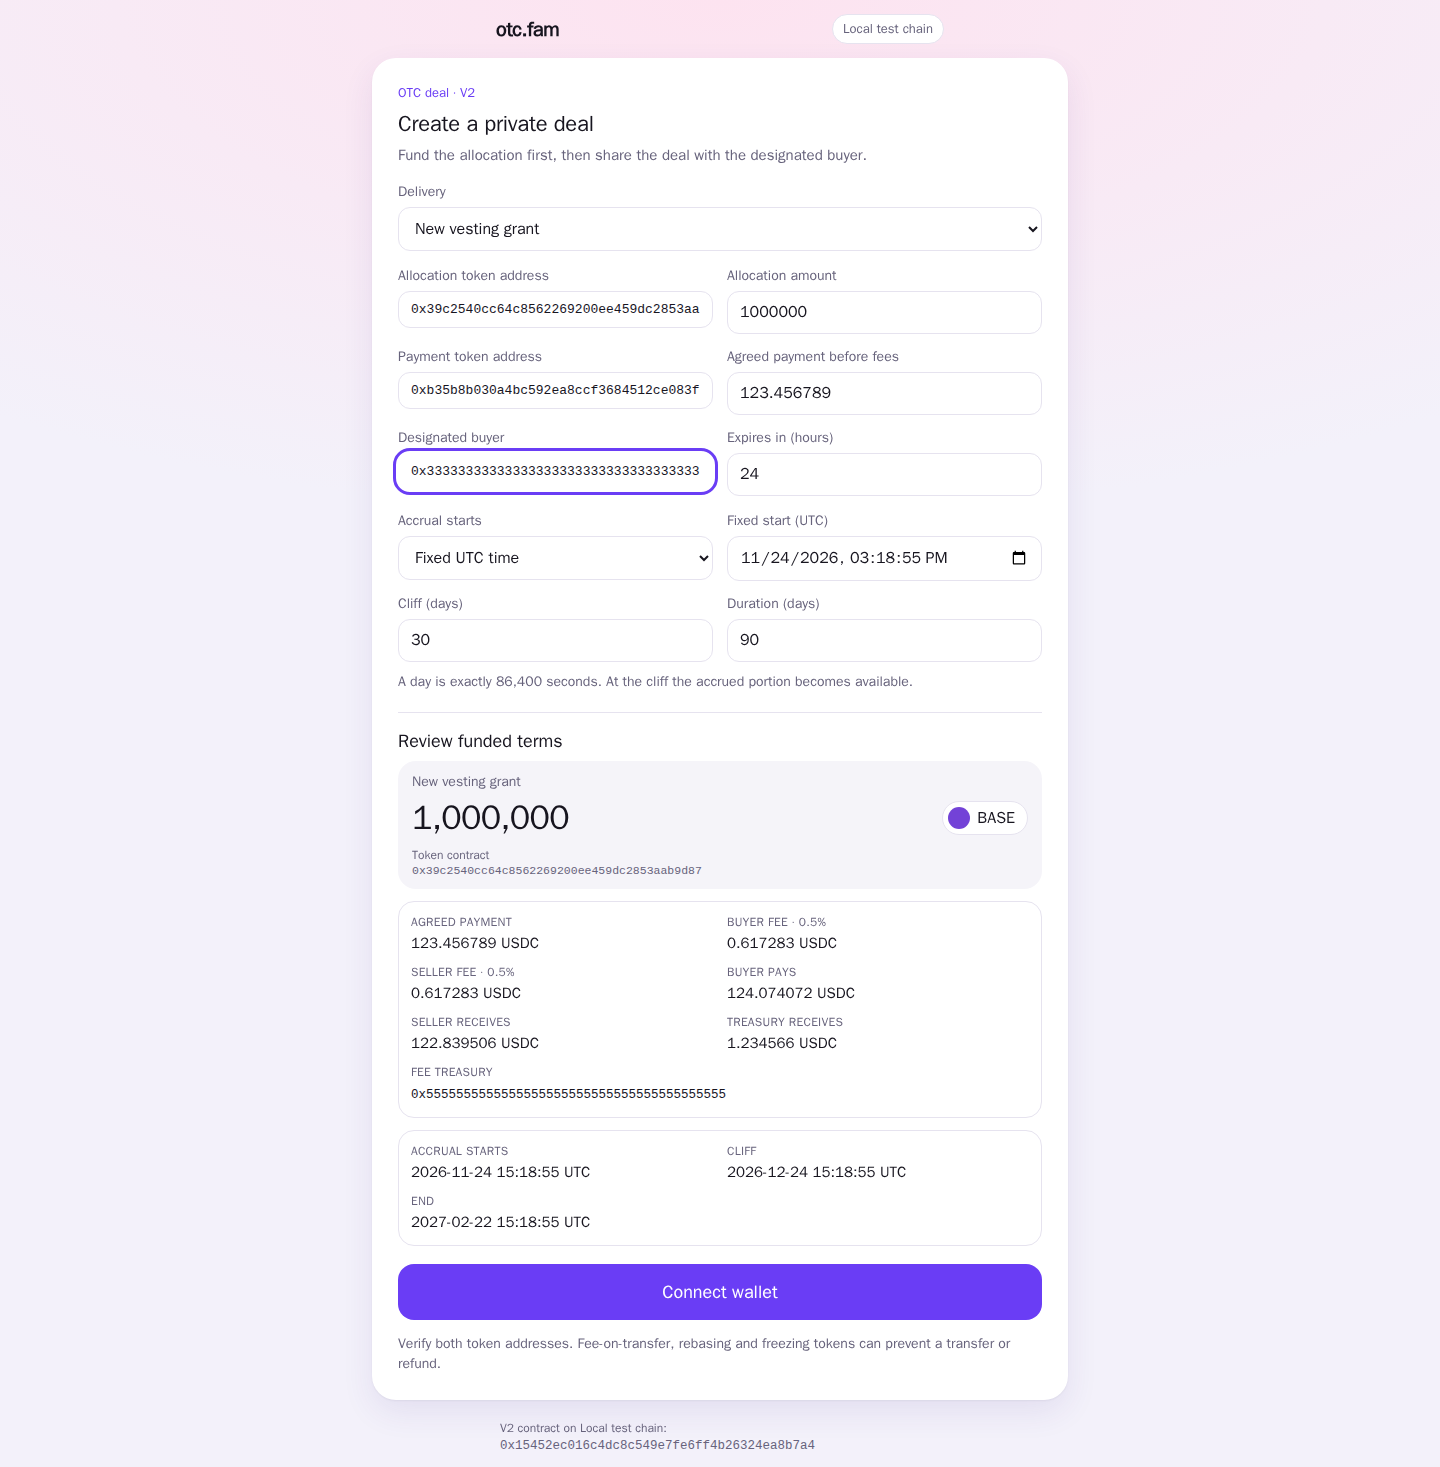 otc.fam
Local test chain
OTC deal · V2
Create a private deal
Fund the allocation first, then share the deal with the designated buyer.
Delivery
New vesting grant
Allocation token address
Allocation amount
0x39c2540cc64c8562269200ee459dc2853aa
1000000
Payment token address
Agreed payment before fees
0xb35b8b030a4bc592ea8ccf3684512ce083f
123.456789
Designated buyer
Expires in (hours)
0x33333333333333333333333333333333333
24
Accrual starts
Fixed start (UTC)
Fixed UTC time
11/24/2026, 03:18:55 PM
Cliff (days)
Duration (days)
30
90
A day is exactly 86,400 seconds. At the cliff the accrued portion becomes available.
Review funded terms
New vesting grant
1,000,000
BASE
Token contract
0x39c2540cc64c8562269200ee459dc2853aab9d87
AGREED PAYMENT
BUYER FEE · 0.5%
123.456789 USDC
0.617283 USDC
SELLER FEE · 0.5%
BUYER PAYS
0.617283 USDC
124.074072 USDC
SELLER RECEIVES
TREASURY RECEIVES
122.839506 USDC
1.234566 USDC
FEE TREASURY
0x5555555555555555555555555555555555555555
ACCRUAL STARTS
CLIFF
2026-11-24 15:18:55 UTC
2026-12-24 15:18:55 UTC
END
2027-02-22 15:18:55 UTC
Connect wallet
Verify both token addresses. Fee-on-transfer, rebasing and freezing tokens can prevent a transfer or
refund.
V2 contract on Local test chain:
0x15452ec016c4dc8c549e7fe6ff4b26324ea8b7a4